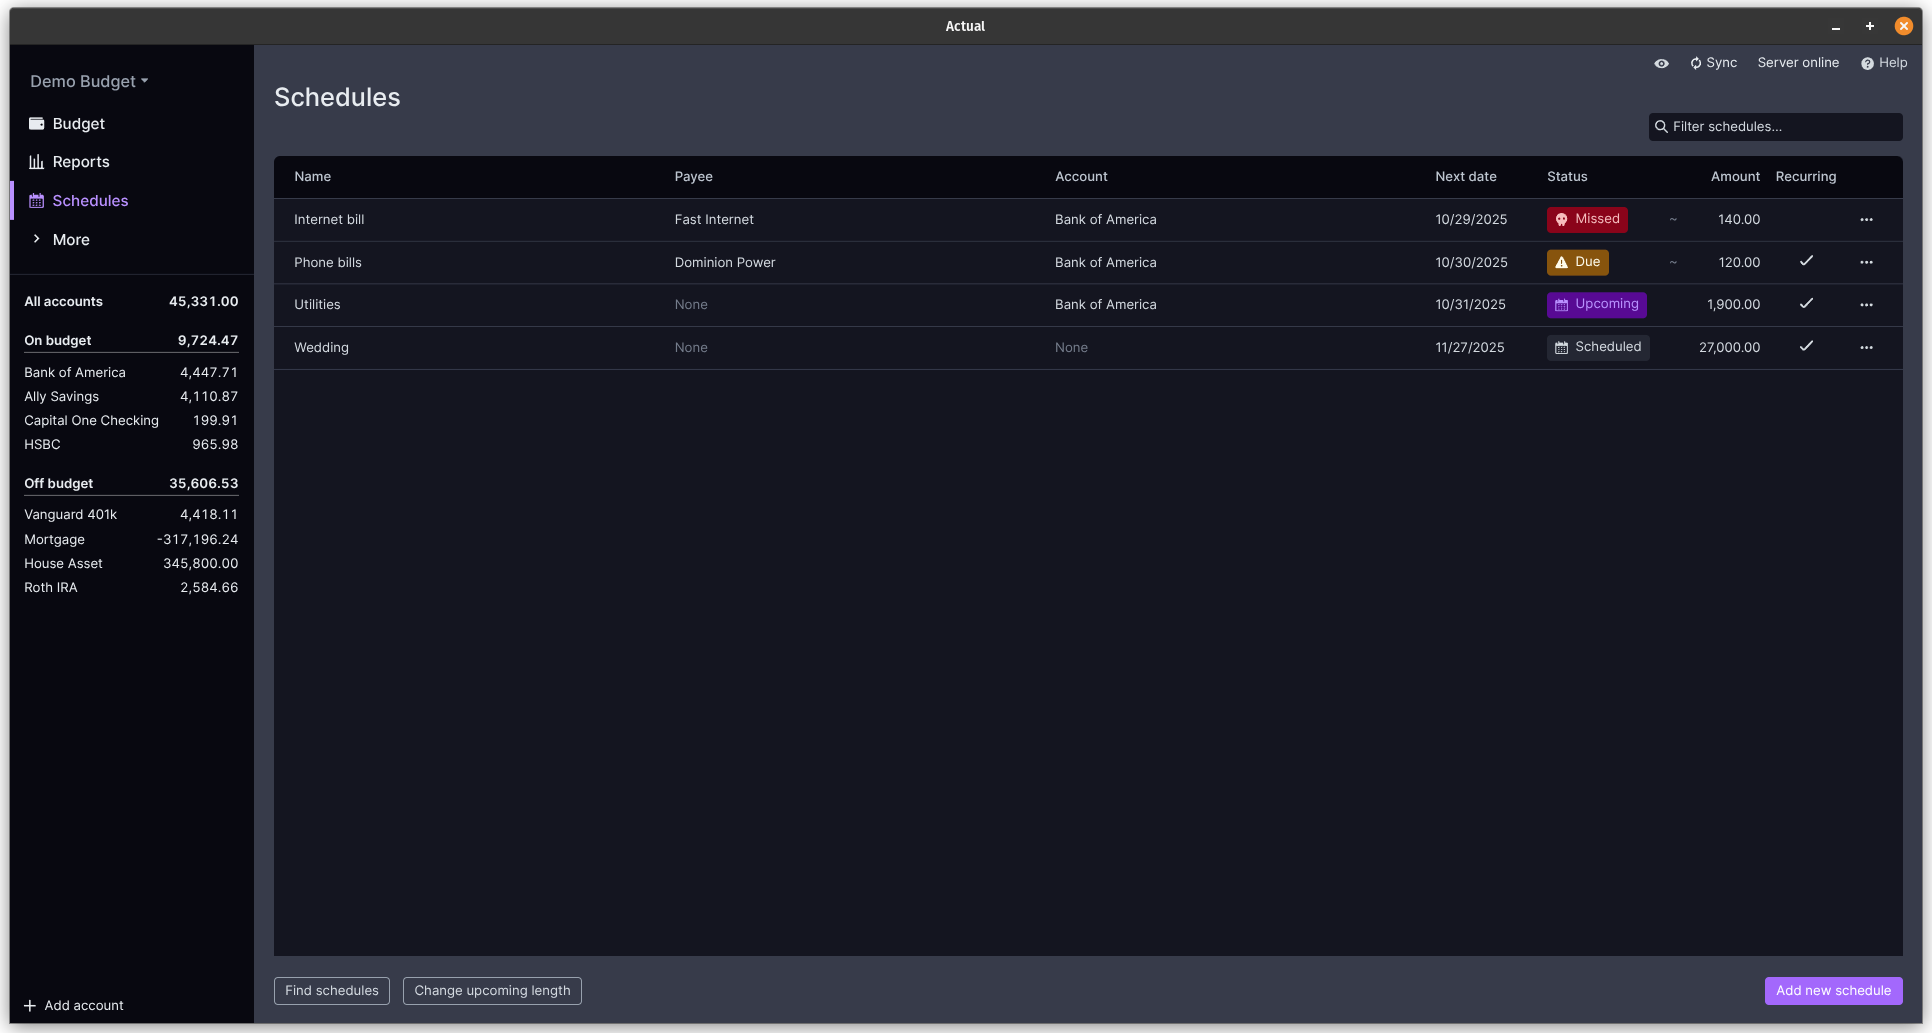 Actual
Demo Budget
Budget
Reports
Schedules
More
All accounts 45,331.00
On budget 9,724.47
Bank of America 4,447.71
Ally Savings 4,110.87
Capital One Checking 199.91
HSBC 965.98
Off budget 35,606.53
Vanguard 401k 4,418.11
Mortgage -317,196.24
House Asset 345,800.00
Roth IRA 2,584.66
Add account
Sync Server online Help
Schedules
Filter schedules...
Name Payee Account Next date Status Amount Recurring
Internet bill Fast Internet Bank of America 10/29/2025 Missed ~ 140.00
Phone bills Dominion Power Bank of America 10/30/2025 Due ~ 120.00
Utilities None Bank of America 10/31/2025 Upcoming 1,900.00
Wedding None None 11/27/2025 Scheduled 27,000.00
Find schedules Change upcoming length Add new schedule